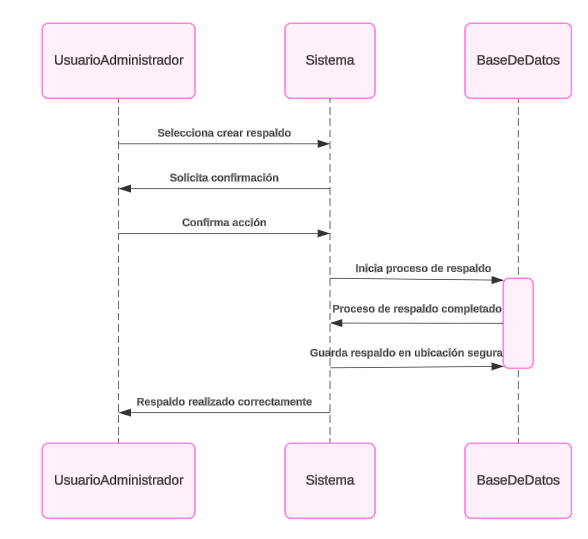 UsuarioAdministrador
Sistema
BaseDeDatos
Selecciona crear respaldo
Solicita confirmación
Confirma acción
Inicia proceso de respaldo
Proceso de respaldo completado
Guarda respaldo en ubicación segura
Respaldo realizado correctamente
UsuarioAdministrador
Sistema
BaseDeDatos